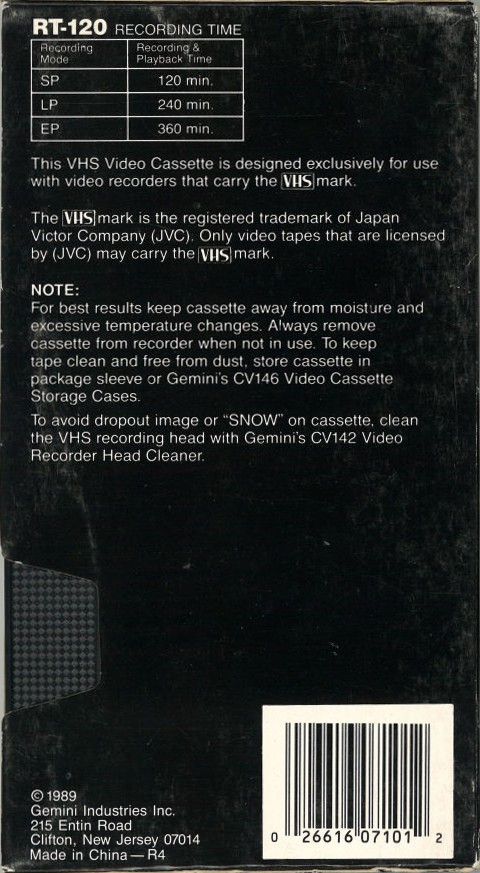 RT-120 RECORDING TIME
Recording Mode Recording & Playback Time
SP 120 min.
LP 240 min.
EP 360 min.
This VHS Video Cassette is designed exclusively for use
with video recorders that carry the VHS mark.
The VHS mark is the registered trademark of Japan
Victor Company (JVC). Only video tapes that are licensed
by (JVC) may carry the VHS mark.
NOTE:
For best results keep cassette away from moisture and
excessive temperature changes. Always remove
cassette from recorder when not in use. To keep
tape clean and free from dust, store cassette in
package sleeve or Gemini's CV146 Video Cassette
Storage Cases.
To avoid dropout image or “SNOW” on cassette, clean
the VHS recording head with Gemini's CV142 Video
Recorder Head Cleaner.
© 1989
Gemini Industries Inc.
215 Entin Road
Clifton, New Jersey 07014
Made in China — R4
0 26616 07101 2